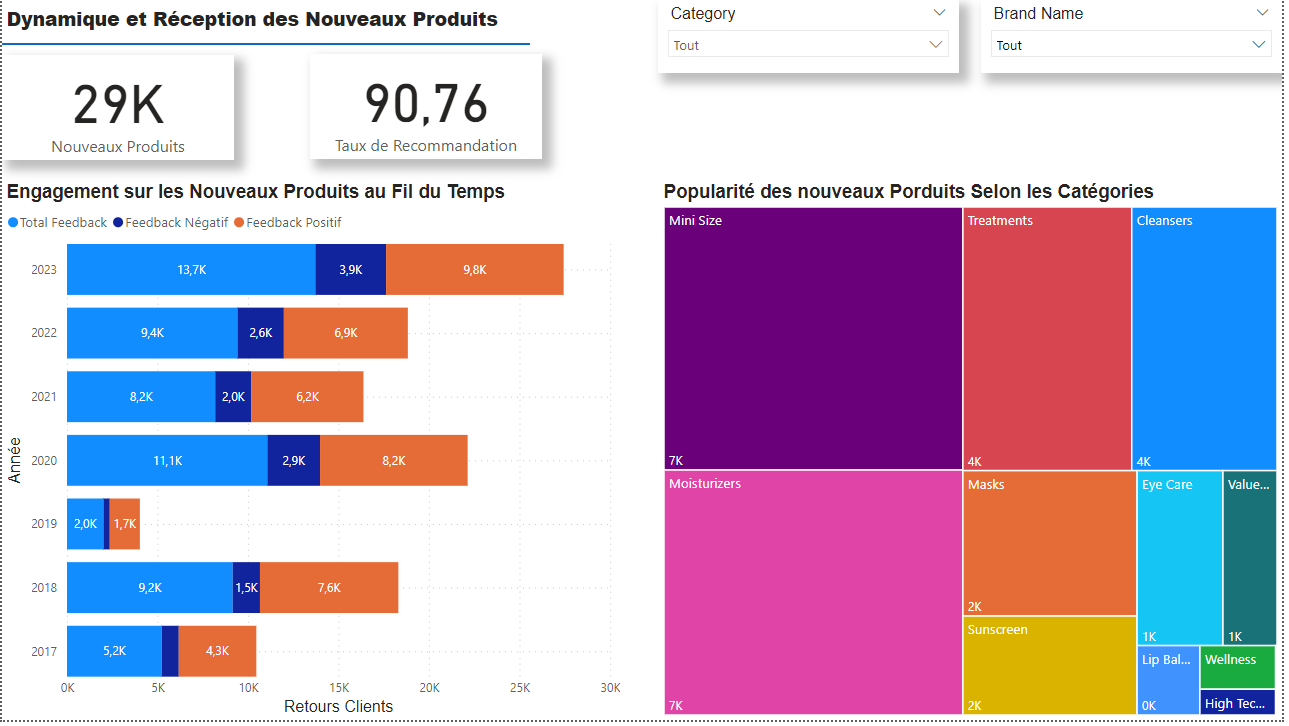 Dynamique et Réception des Nouveaux Produits
Category
Tout
Brand Name
Tout
29K
Nouveaux Produits
90,76
Taux de Recommandation
Engagement sur les Nouveaux Produits au Fil du Temps
Total Feedback Feedback Négatif Feedback Positif
Année
2023 13,7K 3,9K 9,8K
2022 9,4K 2,6K 6,9K
2021 8,2K 2,0K 6,2K
2020 11,1K 2,9K 8,2K
2019 2,0K 1,7K
2018 9,2K 1,5K 7,6K
2017 5,2K 4,3K
0K 5K 10K 15K 20K 25K 30K
Retours Clients
Popularité des nouveaux Porduits Selon les Catégories
Mini Size
7K
Treatments
4K
Cleansers
4K
Moisturizers
7K
Masks
2K
Sunscreen
2K
Eye Care
1K
Value...
1K
Lip Bal...
0K
Wellness
High Tec...